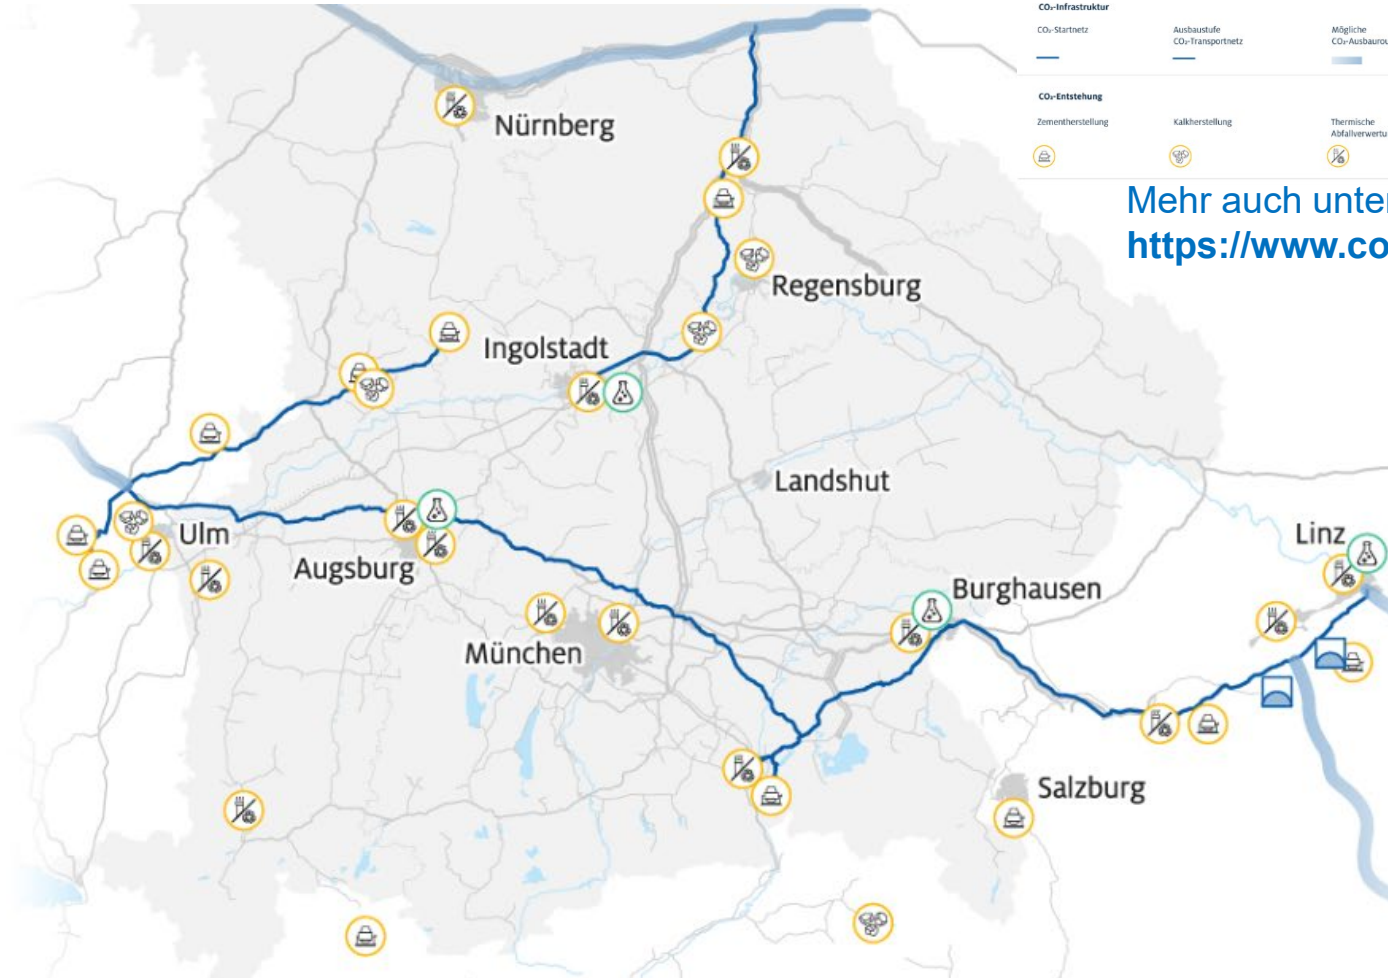 CO₂-Infrastruktur
CO₂-Startnetz
Ausbaustufe
CO₂-Transportnetz
Mögliche
CO₂-Ausbaurou
CO₂-Entstehung
Zementherstellung
Kalkherstellung
Thermische
Abfallverwertu
Mehr auch unter
https://www.co
Nürnberg
Regensburg
Ingolstadt
Landshut
Ulm
Linz
Augsburg
Burghausen
München
Salzburg